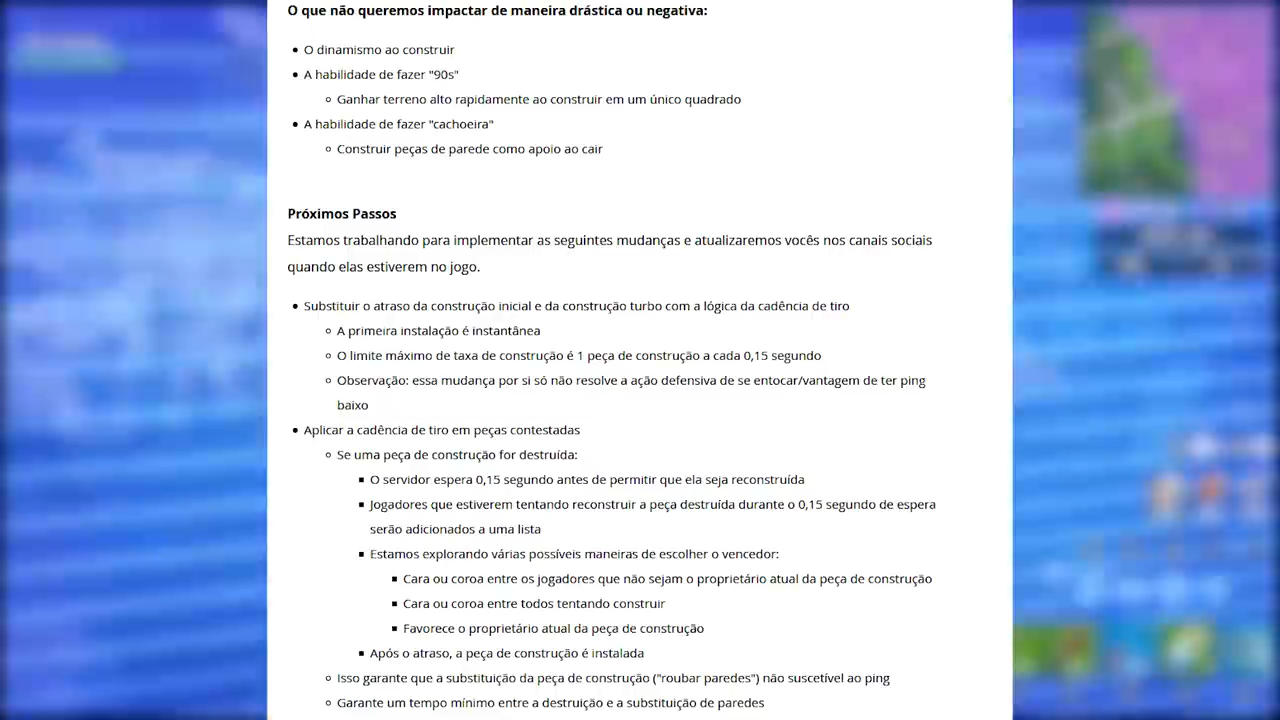 O que não queremos impactar de maneira drástica ou negativa:
• O dinamismo ao construir
• A habilidade de fazer "90s"
◦ Ganhar terreno alto rapidamente ao construir em um único quadrado
• A habilidade de fazer "cachoeira"
◦ Construir peças de parede como apoio ao cair
Próximos Passos
Estamos trabalhando para implementar as seguintes mudanças e atualizaremos vocês nos canais sociais
quando elas estiverem no jogo.
• Substituir o atraso da construção inicial e da construção turbo com a lógica da cadência de tiro
◦ A primeira instalação é instantânea
◦ O limite máximo de taxa de construção é 1 peça de construção a cada 0,15 segundo
◦ Observação: essa mudança por si só não resolve a ação defensiva de se entocar/vantagem de ter ping
baixo
• Aplicar a cadência de tiro em peças contestadas
◦ Se uma peça de construção for destruída:
▪ O servidor espera 0,15 segundo antes de permitir que ela seja reconstruída
▪ Jogadores que estiverem tentando reconstruir a peça destruída durante o 0,15 segundo de espera
serão adicionados a uma lista
▪ Estamos explorando várias possíveis maneiras de escolher o vencedor:
▪ Cara ou coroa entre os jogadores que não sejam o proprietário atual da peça de construção
▪ Cara ou coroa entre todos tentando construir
▪ Favorece o proprietário atual da peça de construção
▪ Após o atraso, a peça de construção é instalada
◦ Isso garante que a substituição da peça de construção ("roubar paredes") não suscetível ao ping
◦ Garante um tempo mínimo entre a destruição e a substituição de paredes